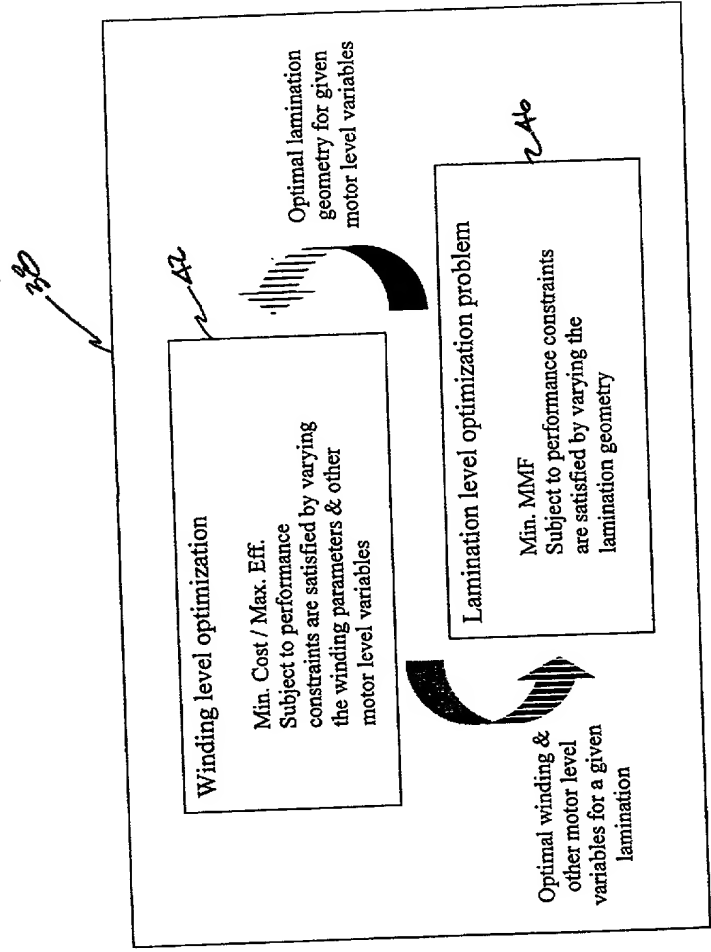 30
42
Winding level optimization
Min. Cost / Max. Eff.
Subject to performance
constraints are satisfied by varying
the winding parameters & other
motor level variables
Optimal lamination
geometry for given
motor level variables
46
Lamination level optimization problem
Min. MMF
Subject to performance constraints
are satisfied by varying the
lamination geometry
Optimal winding &
other motor level
variables for a given
lamination